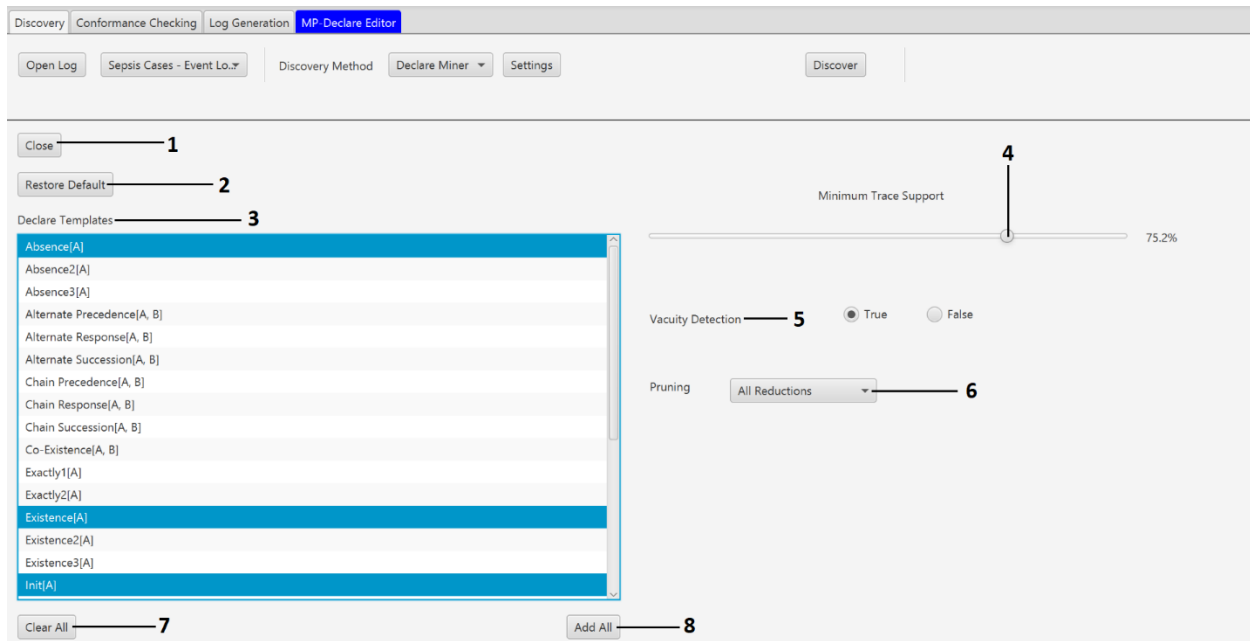 Discovery Conformance Checking Log Generation MP-Declare Editor
Open Log Sepsis Cases - Event Lo... Discovery Method Declare Miner Settings Discover
Close 1
Restore Default 2
Declare Templates 3
Absence[A]
Absence2[A]
Absence3[A]
Alternate Precedence[A, B]
Alternate Response[A, B]
Alternate Succession[A, B]
Chain Precedence[A, B]
Chain Response[A, B]
Chain Succession[A, B]
Co-Existence[A, B]
Exactly1[A]
Exactly2[A]
Existence[A]
Existence2[A]
Existence3[A]
Init[A]
Clear All 7
Add All 8
4
Minimum Trace Support
75.2%
Vacuity Detection 5 True False
Pruning All Reductions 6